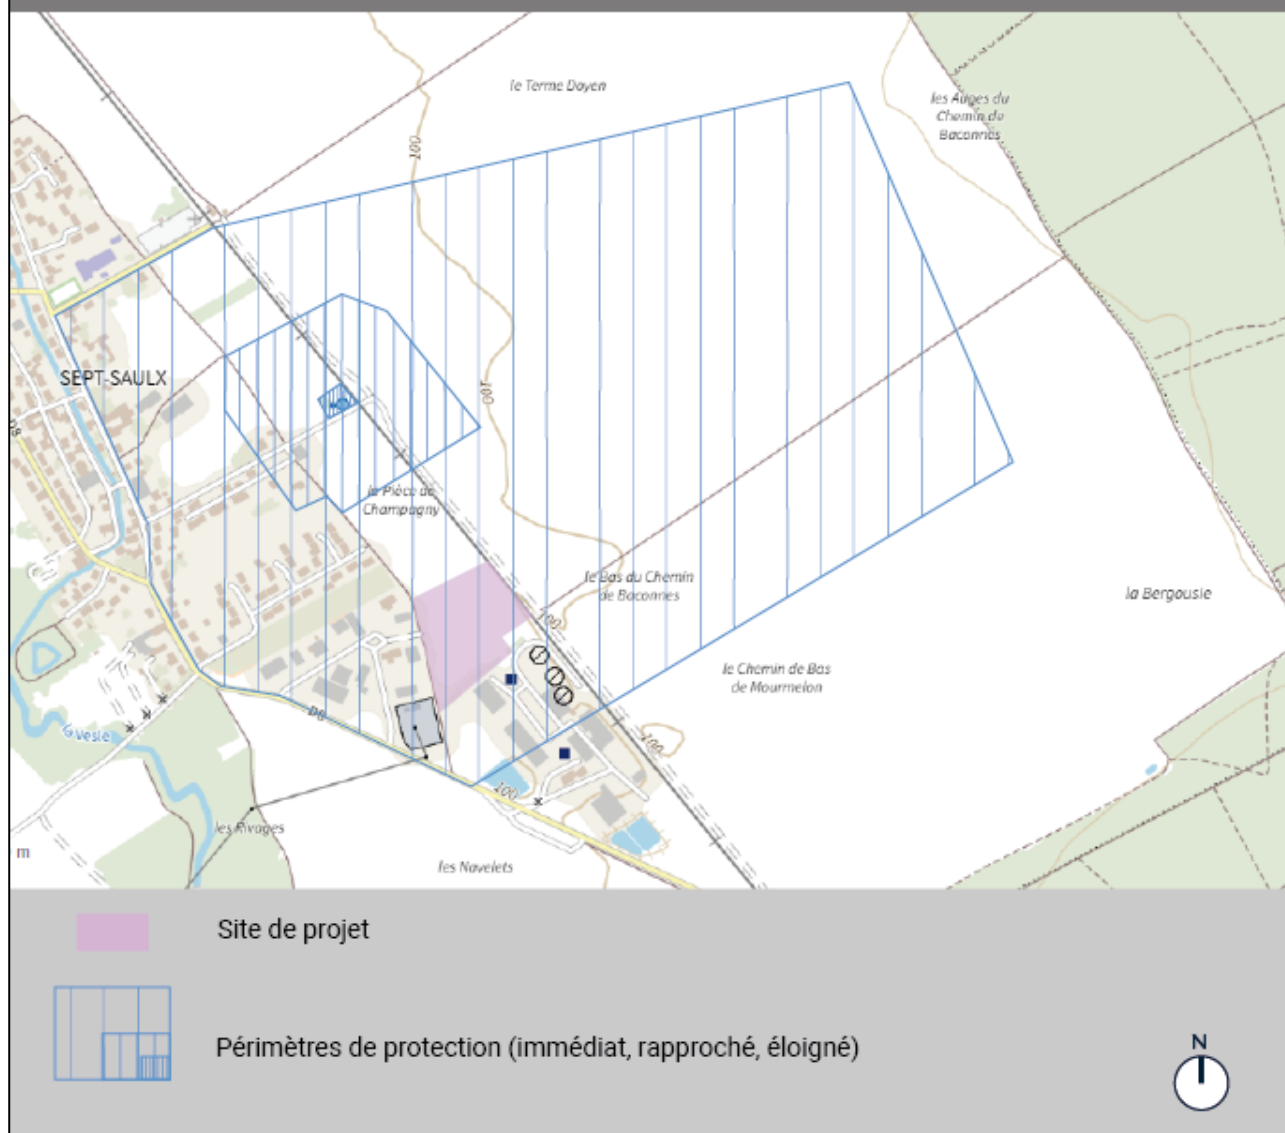 le Terme Dayen
les Auges du
Chemin de
Baconnes
100
SEPT-SAULX
100
D8
la Pièce de
Champagny
le Bas du Chemin
de Baconnes
la Bergousie
100
le Chemin de Bas
de Mourmelon
D8
la Vesle
100
100
les Rivages
m
les Navelets
Site de projet
Périmètres de protection (immédiat, rapproché, éloigné)
N